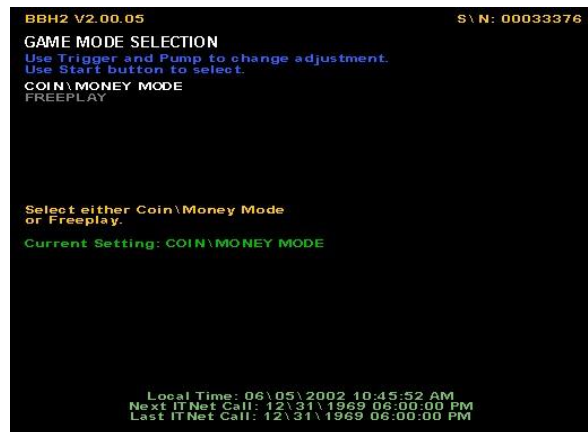 BBH2 V2.00.05 S\N: 00033376
GAME MODE SELECTION
Use Trigger and Pump to change adjustment.
Use Start button to select.
COIN\MONEY MODE
FREEPLAY
Select either Coin\Money Mode
or Freeplay.
Current Setting: COIN\MONEY MODE
Local Time: 06\05\2002 10:45:52 AM
Next ITNet Call: 12\31\1969 06:00:00 PM
Last ITNet Call: 12\31\1969 06:00:00 PM